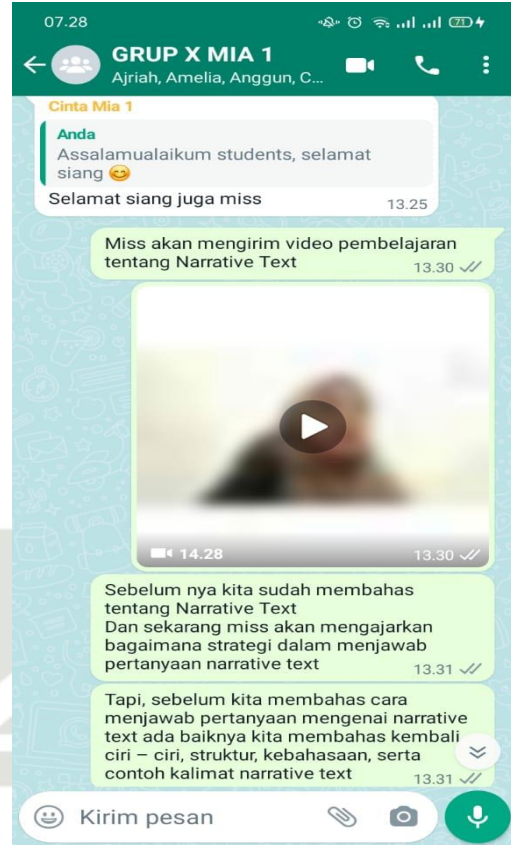 07.28
71
GRUP X MIA 1
Ajriah, Amelia, Anggun, C...
Cinta Mia 1
Anda
Assalamualaikum students, selamat
siang 😊
Selamat siang juga miss
13.25
Miss akan mengirim video pembelajaran
tentang Narrative Text
13.30
14.28
13.30
Sebelum nya kita sudah membahas
tentang Narrative Text
Dan sekarang miss akan mengajarkan
bagaimana strategi dalam menjawab
pertanyaan narrative text
13.31
Tapi, sebelum kita membahas cara
menjawab pertanyaan mengenai narrative
text ada baiknya kita membahas kembali
ciri – ciri, struktur, kebahasaan, serta
contoh kalimat narrative text
13.31
Kirim pesan